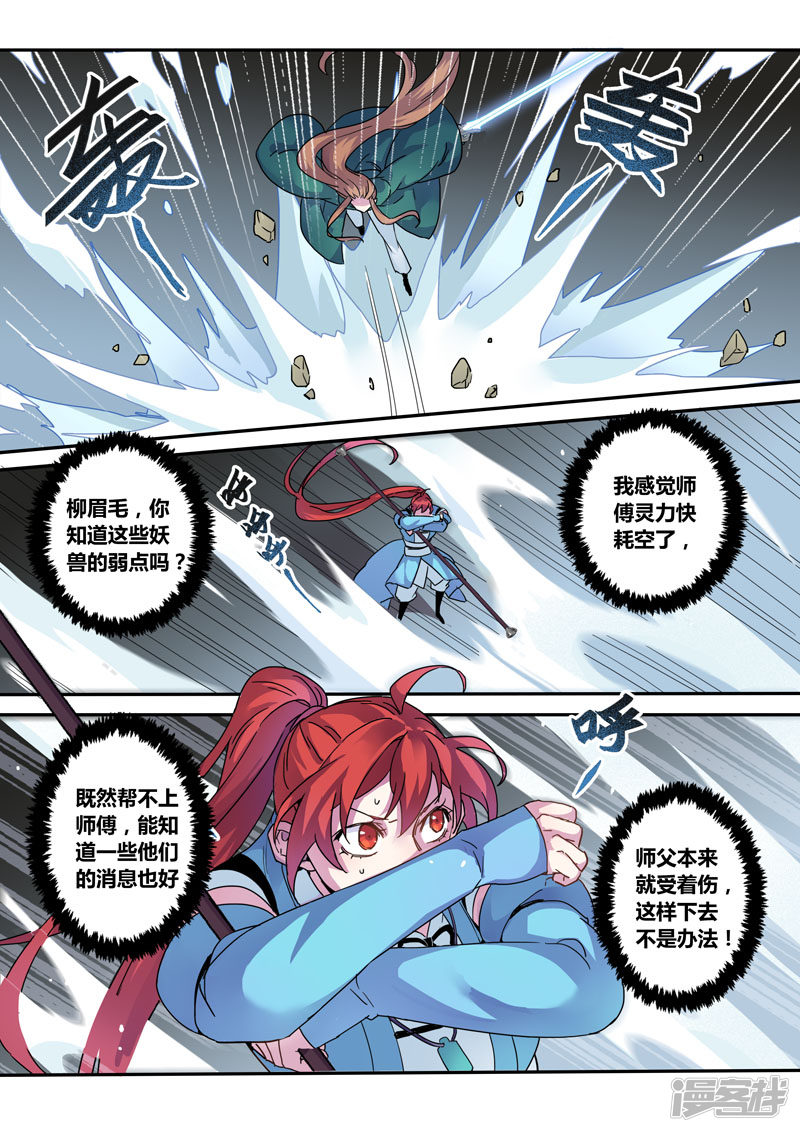 轰
轰
我感觉师
傅灵力快
耗空了，
柳眉毛，你
知道这些妖
兽的弱点吗？
呼
师父本来
就受着伤，
这样下去
不是办法！
既然帮不上
师傅，能知
道一些他们
的消息也好
漫客栈